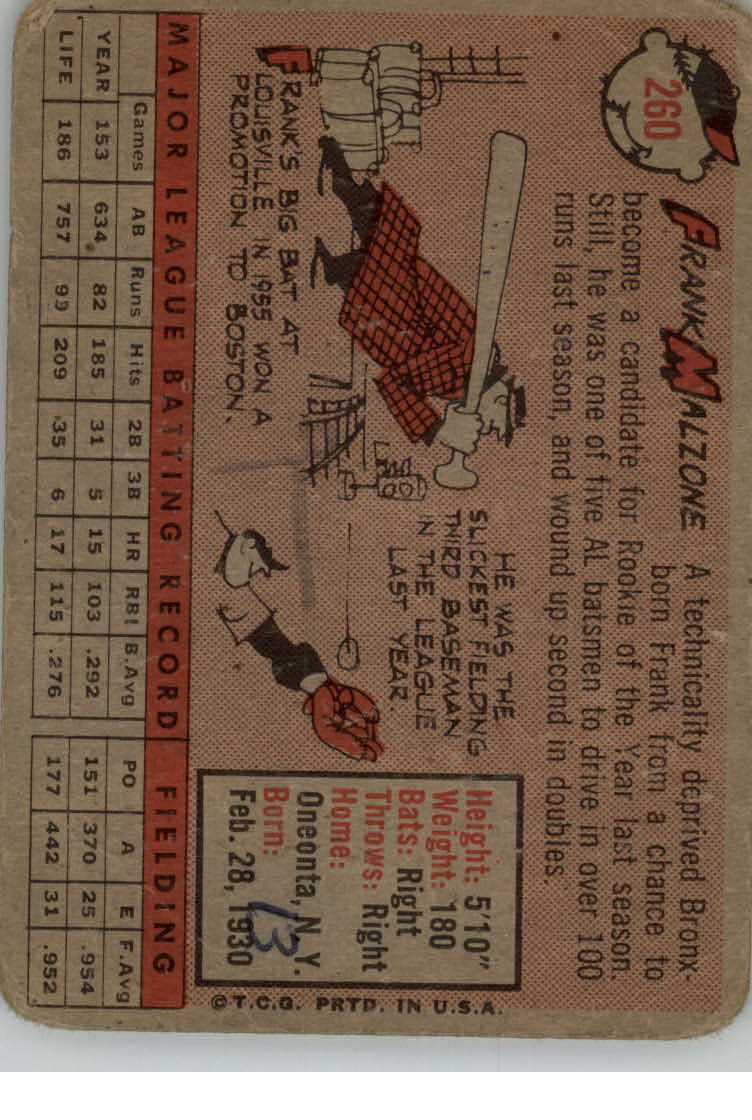 260
FRANK MALZONE
A technicality deprived Bronx-
born Frank from a chance to
become a candidate for Rookie of the Year last season.
Still, he was one of five AL batsmen to drive in over 100
runs last season, and wound up second in doubles.
FRANK'S BIG BAT AT
LOUISVILLE IN 1955 WON A
PROMOTION TO BOSTON.
HE WAS THE
SLICKEST FIELDING
THIRD BASEMAN
IN THE LEAGUE
LAST YEAR
Height: 5'10"
Weight: 180
Bats: Right
Throws: Right
Home:
Oneonta, N.Y.
Born:
Feb. 28, 1930
13
©T.C.G. PRTD. IN U.S.A.
MAJOR LEAGUE BATTING RECORD FIELDING
Games AB Runs Hits 2B 3B HR RBI B.Avg PO A E F.Avg
YEAR 153 634 82 185 31 5 15 103 .292 151 370 25 .954
LIFE 186 757 99 209 35 6 17 115 .276 177 442 31 .952